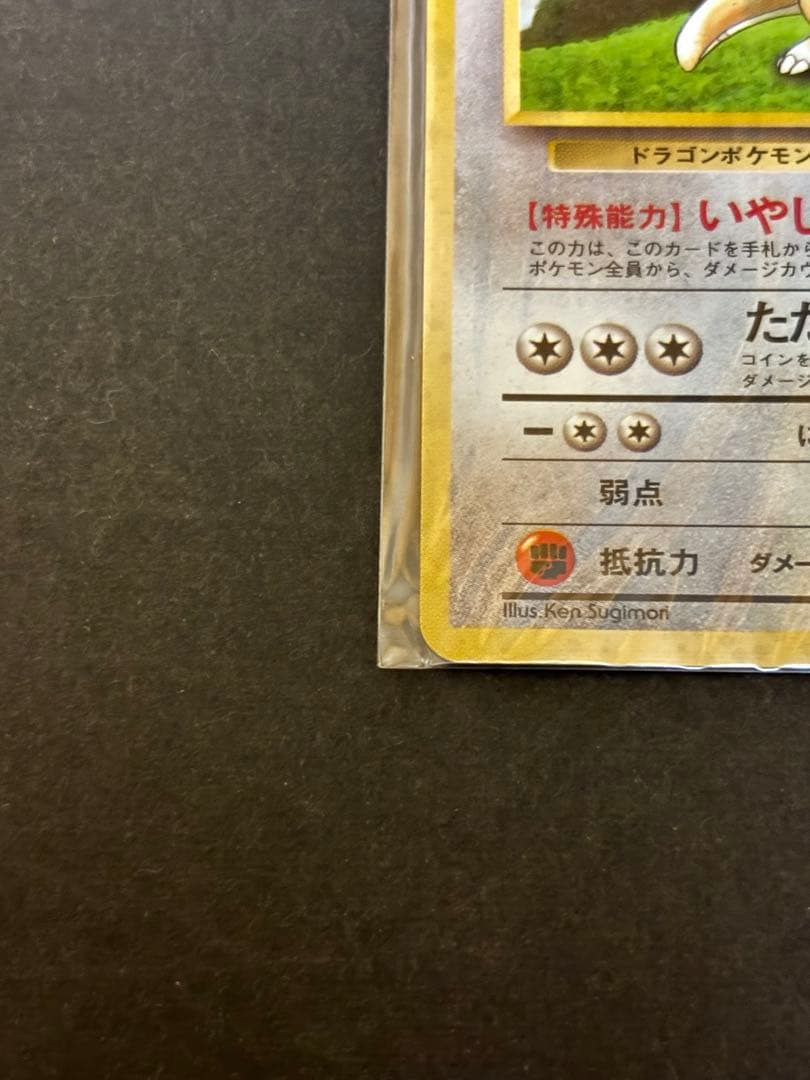 ドラゴンポケモン
【特殊能力】いやし
この力は、このカードを手札から
ポケモン全員から、ダメージカウ
たた
コインを
ダメージ
に
弱点
抵抗力 ダメー
Illus.Ken Sugimori